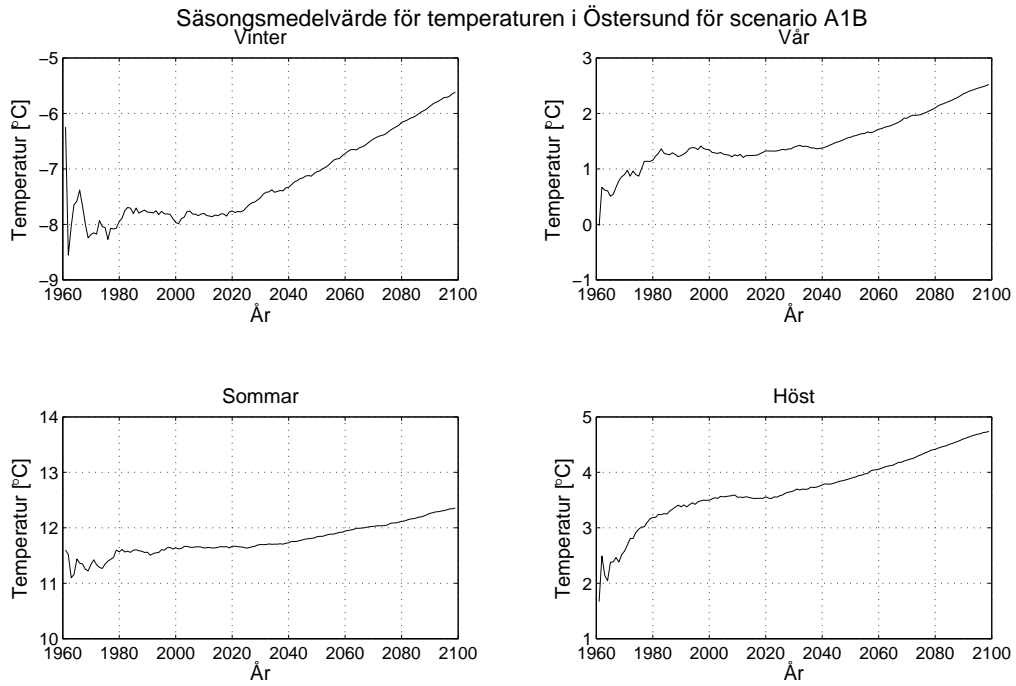 Säsongsmedelvärde för temperaturen i Östersund för scenario A1B
Vinter
−5
−6
−7
−8
−9
Temperatur [°C]
1960 1980 2000 2020 2040 2060 2080 2100
År
Vår
3
2
1
0
−1
Temperatur [°C]
1960 1980 2000 2020 2040 2060 2080 2100
År
Sommar
14
13
12
11
10
Temperatur [°C]
1960 1980 2000 2020 2040 2060 2080 2100
År
Höst
5
4
3
2
1
Temperatur [°C]
1960 1980 2000 2020 2040 2060 2080 2100
År